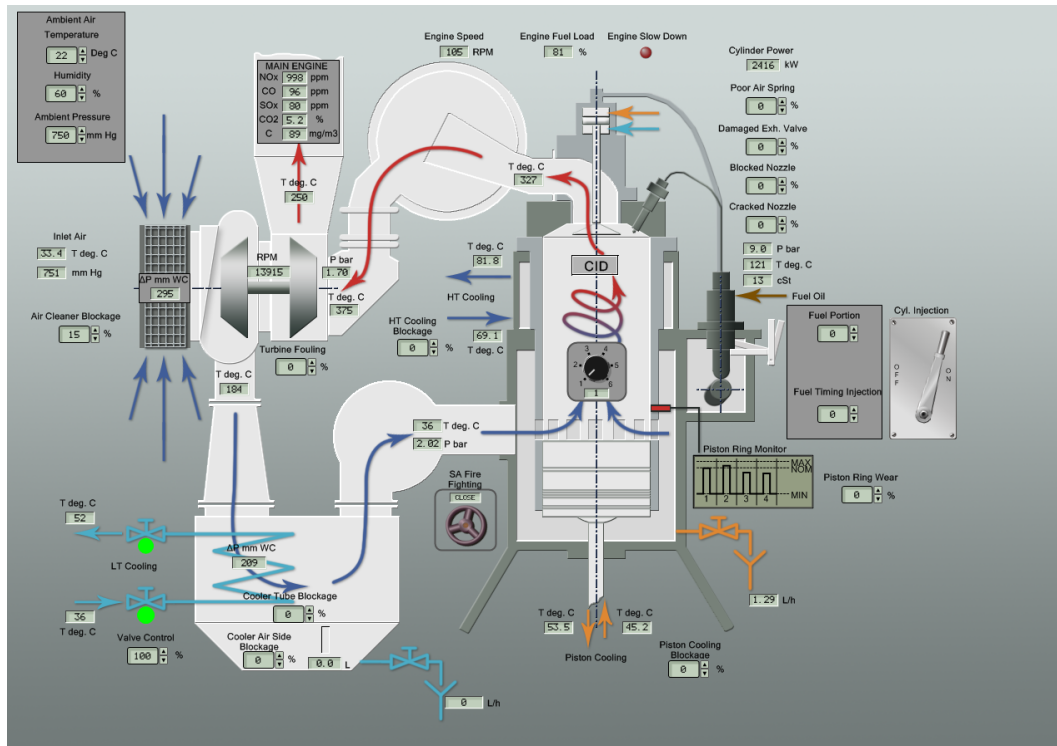 Ambient Air
Temperature
22 Deg C
Humidity
60 %
Ambient Pressure
750 mm Hg
MAIN ENGINE
NOx 998 ppm
CO 96 ppm
SOx 80 ppm
CO2 5.2 %
C 89 mg/m3
T deg. C
250
Engine Speed
105 RPM
Engine Fuel Load
81 %
Engine Slow Down
Cylinder Power
2416 kW
Poor Air Spring
0 %
Damaged Exh. Valve
0 %
Blocked Nozzle
0 %
Cracked Nozzle
0 %
9.0 P bar
121 T deg. C
13 cSt
Fuel Oil
T deg. C
327
Inlet Air
33.4 T deg. C
751 mm Hg
ΔP mm WC
295
Air Cleaner Blockage
15 %
RPM
13915
P bar
1.70
T deg. C
375
Turbine Fouling
0 %
T deg. C
81.8
HT Cooling
HT Cooling
Blockage
0 %
69.1
T deg. C
CID
1 2 3 4 5 6
1
Fuel Portion
0
Fuel Timing Injection
0
Cyl. Injection
OFF
ON
T deg. C
184
36 T deg. C
2.02 P bar
SA Fire
Fighting
CLOSE
Piston Ring Monitor
MAX
NOM
MIN
1 2 3 4
Piston Ring Wear
0 %
T deg. C
52
LT Cooling
ΔP mm WC
209
Cooler Tube Blockage
0 %
36
T deg. C
Valve Control
100 %
Cooler Air Side
Blockage
0 %
0.0 L
0 L/h
1.29 L/h
T deg. C
53.5
T deg. C
45.2
Piston Cooling
Piston Cooling
Blockage
0 %